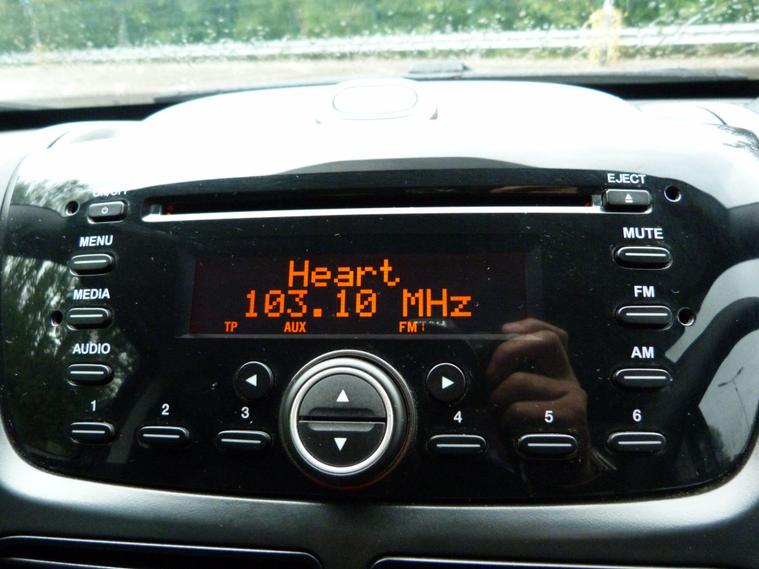 EJECT
MENU
MUTE
Heart
MEDIA
FM
103.10 MHz
TP AUX FM
AUDIO
AM
1 2 3 4 5 6